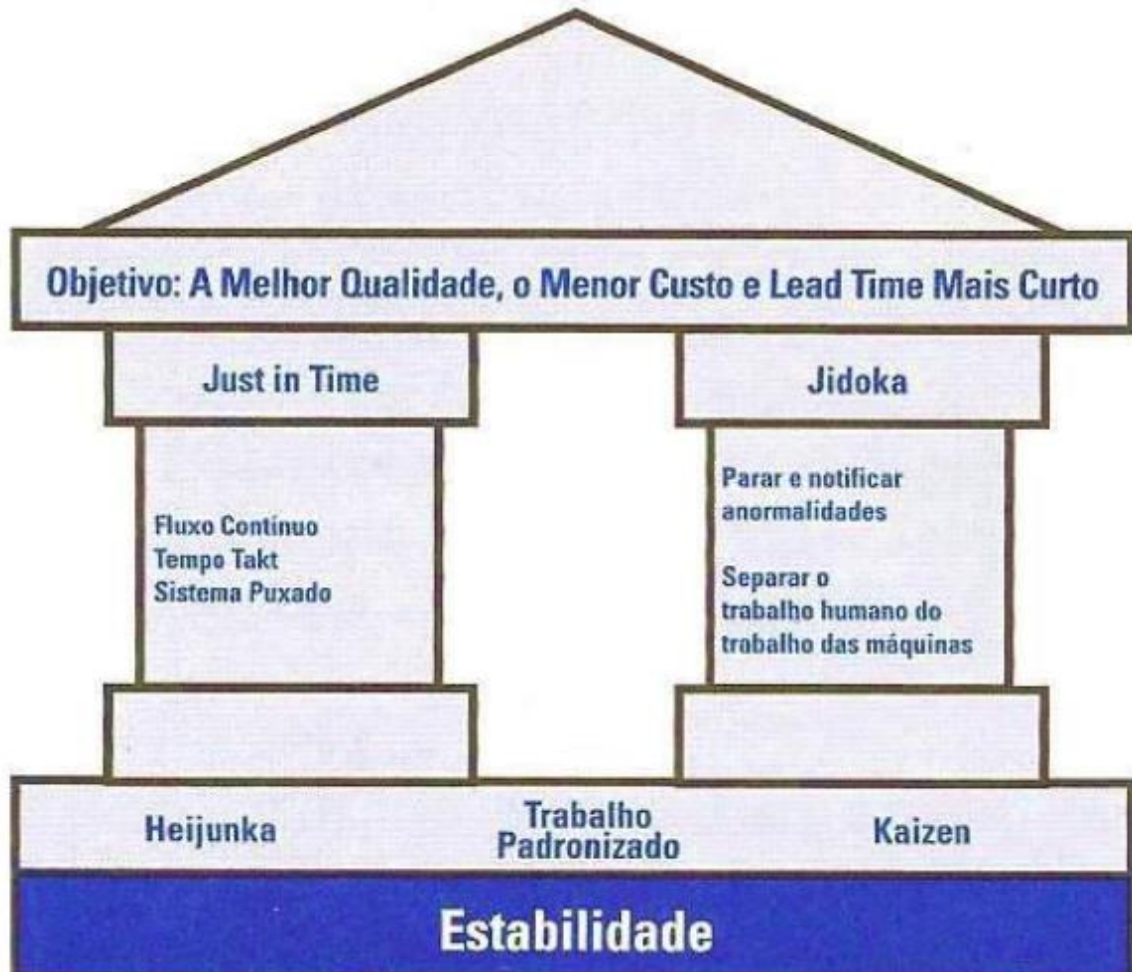 Objetivo: A Melhor Qualidade, o Menor Custo e Lead Time Mais Curto
Just in Time
Fluxo Contínuo
Tempo Takt
Sistema Puxado
Jidoka
Parar e notificar
anormalidades
Separar o
trabalho humano do
trabalho das máquinas
Heijunka
Trabalho
Padronizado
Kaizen
Estabilidade